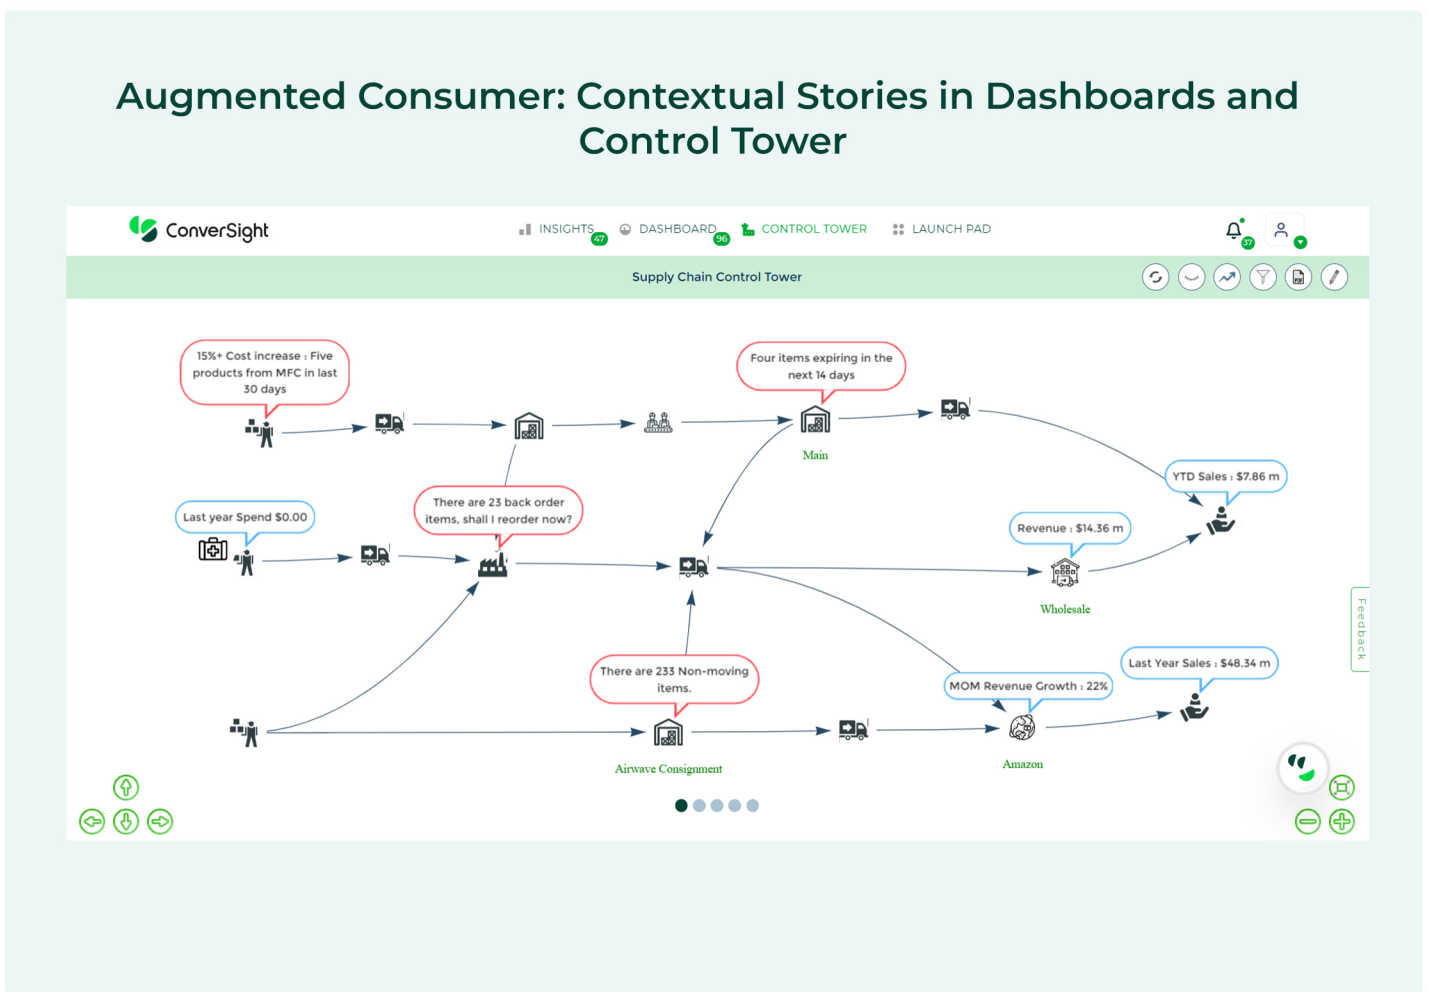 Augmented Consumer: Contextual Stories in Dashboards and
Control Tower
ConverSight
INSIGHTS
47
DASHBOARD
96
CONTROL TOWER
LAUNCH PAD
37
Supply Chain Control Tower
PDF
15%+ Cost increase : Five
products from MFC in last
30 days
Four items expiring in the
next 14 days
Main
YTD Sales : $7.86 m
Last year Spend $0.00
There are 23 back order
items, shall I reorder now?
Revenue : $14.36 m
Wholesale
Feedback
There are 233 Non-moving
items.
MOM Revenue Growth : 22%
Last Year Sales : $48.34 m
Airwave Consignment
Amazon